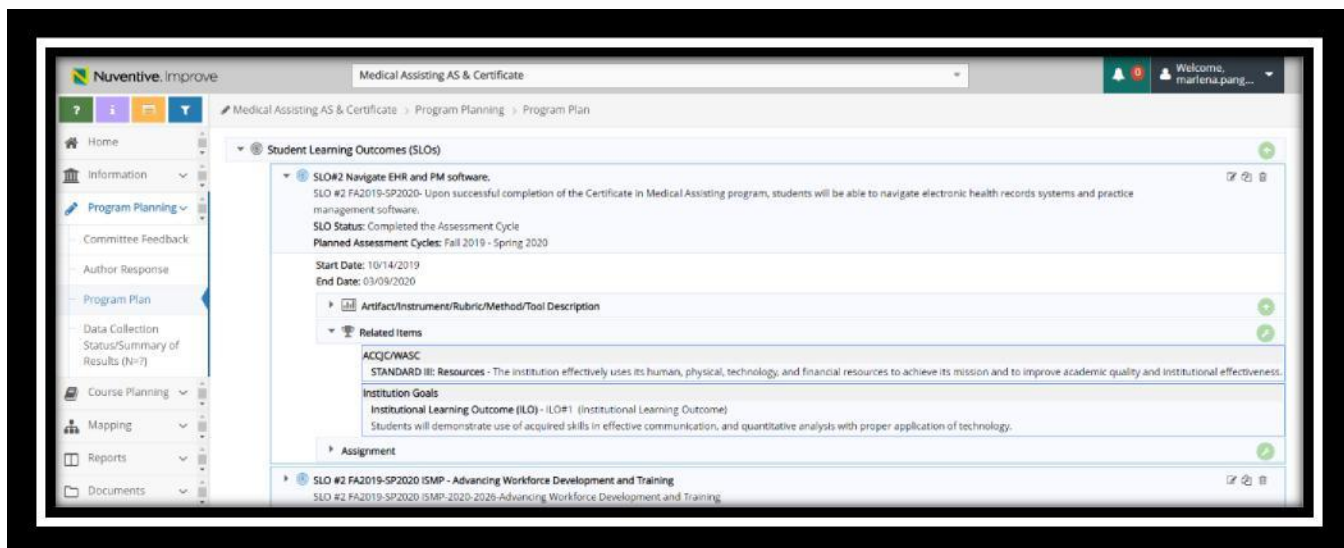 Nuventive. Improve
Medical Assisting AS & Certificate
0
Welcome,
marlena.pang...
? i
Medical Assisting AS & Certificate > Program Planning > Program Plan
Home
Information
Program Planning
Committee Feedback
Author Response
Program Plan
Data Collection
Status/Summary of
Results (N=?)
Course Planning
Mapping
Reports
Documents
Student Learning Outcomes (SLOs)
SLO#2 Navigate EHR and PM software.
SLO #2 FA2019-SP2020- Upon successful completion of the Certificate in Medical Assisting program, students will be able to navigate electronic health records systems and practice
management software.
SLO Status: Completed the Assessment Cycle
Planned Assessment Cycles: Fall 2019 - Spring 2020
Start Date: 10/14/2019
End Date: 03/09/2020
Artifact/Instrument/Rubric/Method/Tool Description
Related Items
ACCJC/WASC
STANDARD III: Resources - The institution effectively uses its human, physical, technology, and financial resources to achieve its mission and to improve academic quality and institutional effectiveness.
Institution Goals
Institutional Learning Outcome (ILO) - ILO#1 (Institutional Learning Outcome)
Students will demonstrate use of acquired skills in effective communication, and quantitative analysis with proper application of technology.
Assignment
SLO #2 FA2019-SP2020 ISMP - Advancing Workforce Development and Training
SLO #2 FA2019-SP2020 ISMP-2020-2026-Advancing Workforce Development and Training